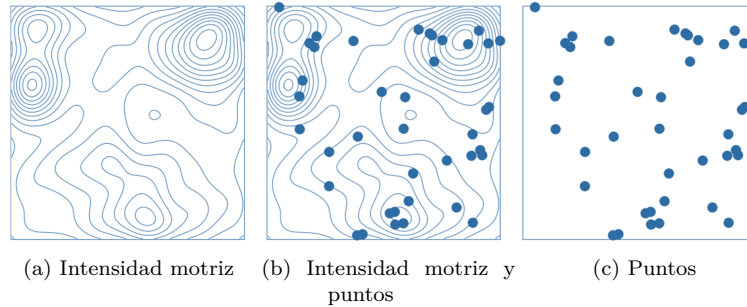 (a) Intensidad motriz
(b) Intensidad motriz y
puntos
(c) Puntos